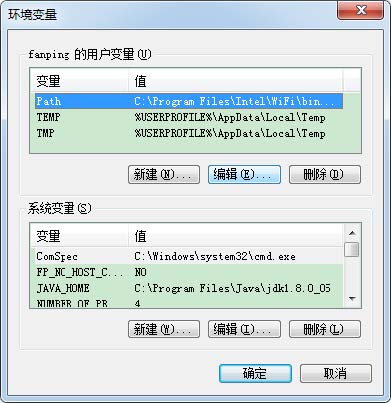 环境变量
fanping 的用户变量(U)
变量 值
Path C:\Program Files\Intel\WiFi\bin...
TEMP %USERPROFILE%\AppData\Local\Temp
TMP %USERPROFILE%\AppData\Local\Temp
新建(N)... 编辑(E)... 删除(D)
系统变量(S)
变量 值
ComSpec C:\Windows\system32\cmd.exe
FP_NO_HOST_C... NO
JAVA_HOME C:\Program Files\Java\jdk1.8.0_05
NUMBER_OF_PR 4
新建(W)... 编辑(I)... 删除(L)
确定 取消